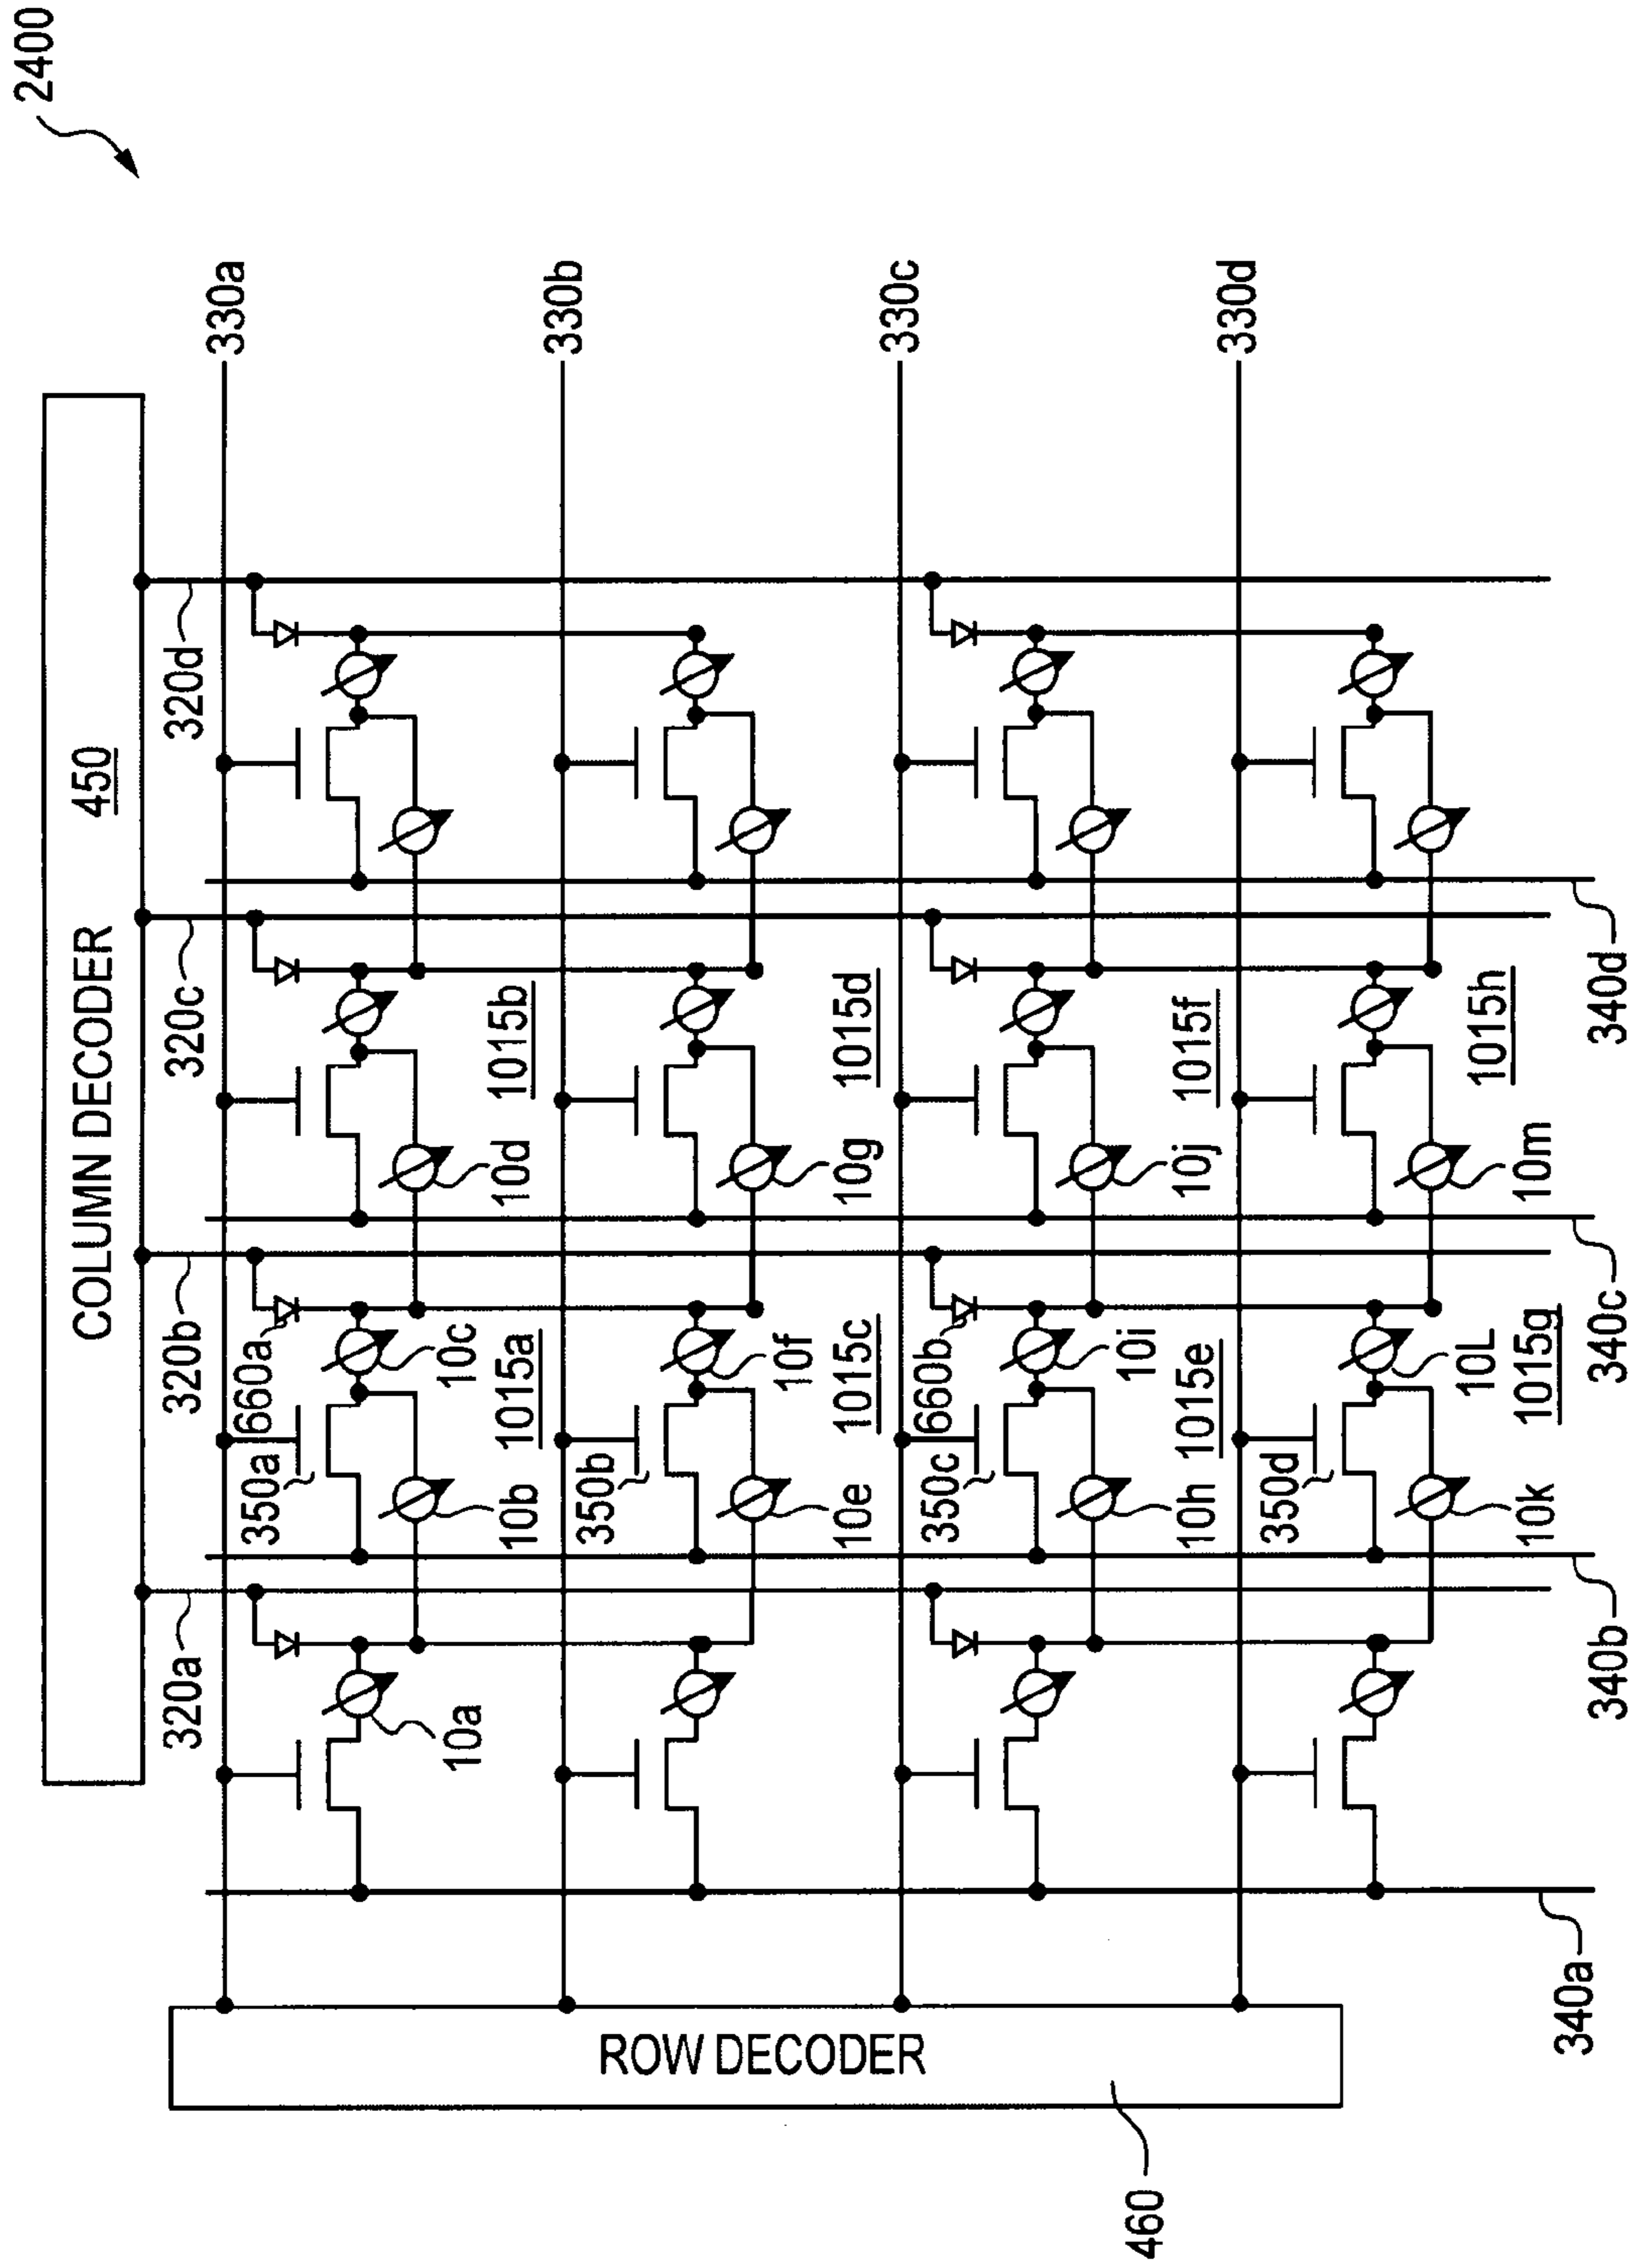 2400
COLUMN DECODER 450
320a 320b 320c 320d
330a
350a 660a
10a 10b 10c 10d
1015a 1015b
330b
350b
10e 10f 10g
1015c 1015d
330c
350c 660b
10h 10i 10j
1015e 1015f
330d
350d
10k 10L 10m
1015g 1015h
340a 340b 340c 340d
ROW DECODER
460